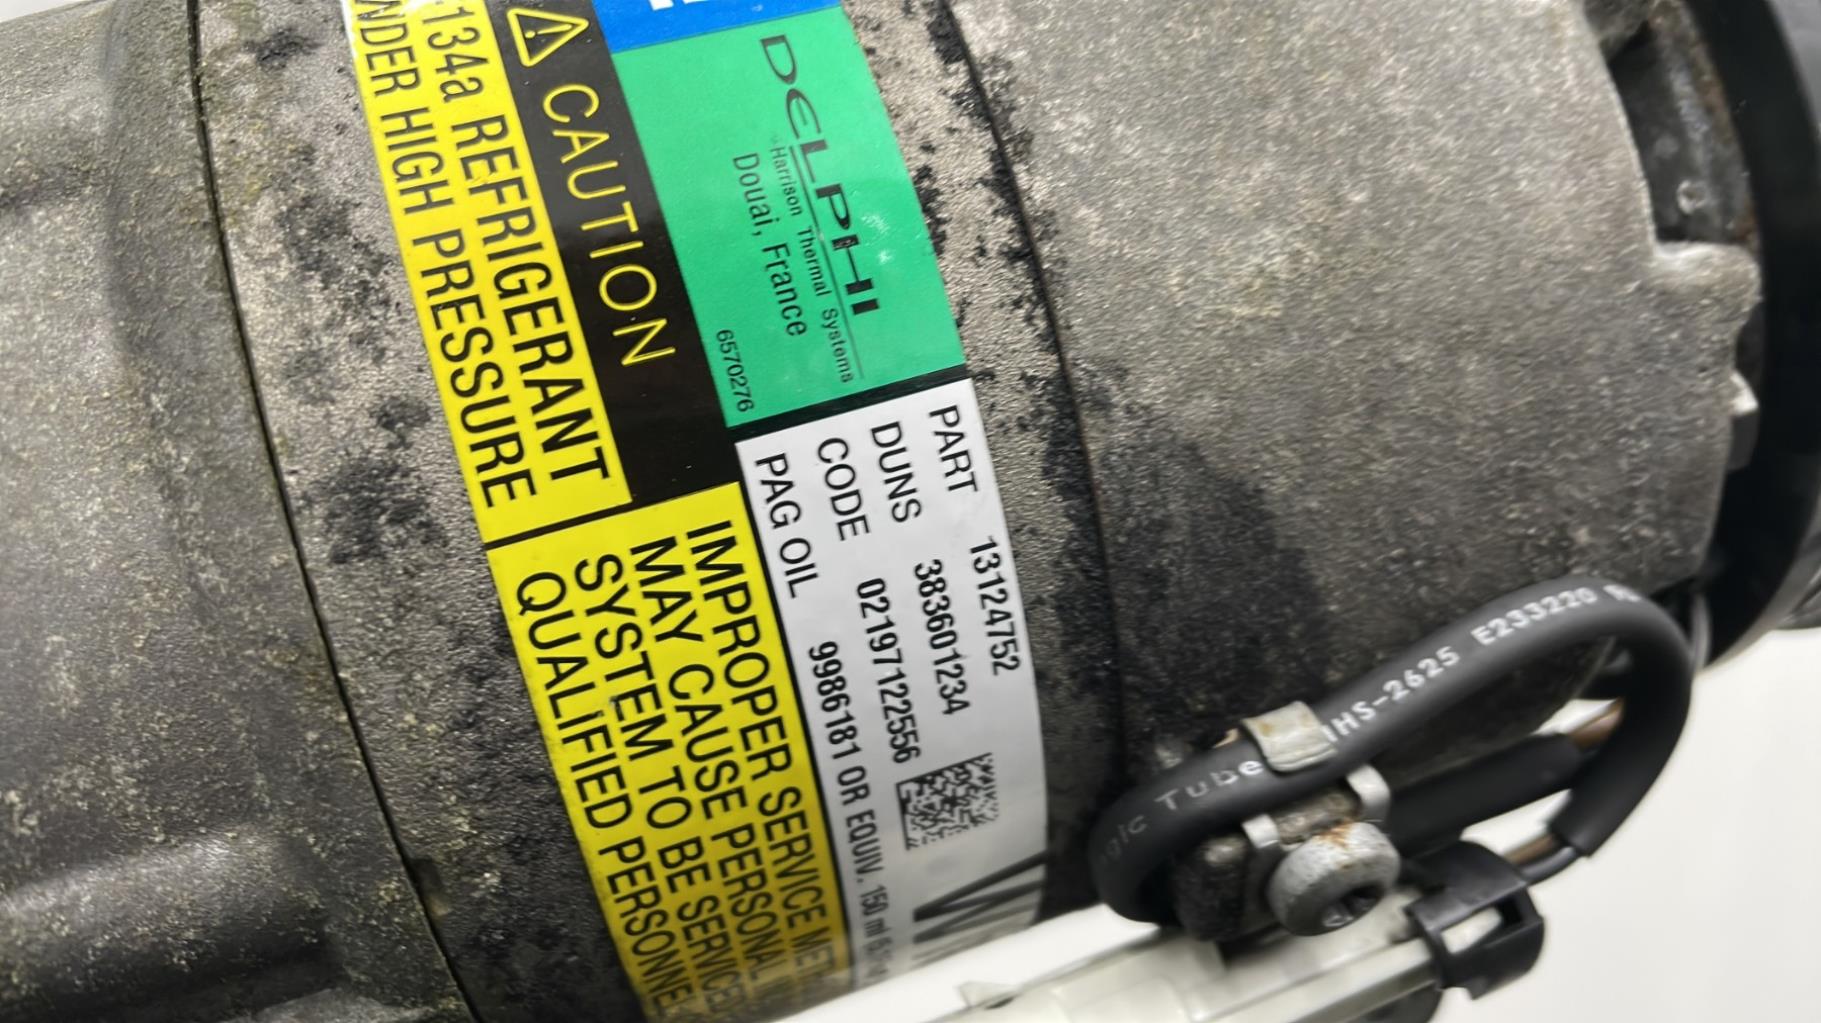 CAUTION
134a REFRIGERANT
UNDER HIGH PRESSURE
DELPHI
Harrison Thermal Systems
Douai, France
6570276
PART 13124752
DUNS 383601234
CODE 021971122556
PAG OIL 9986181 OR EQUIV. 150 ml
IMPROPER SERVICE
MAY CAUSE PERSONAL
SYSTEM TO BE SERVICED
QUALIFIED PERSONNEL
Tube HS-2625 E233220